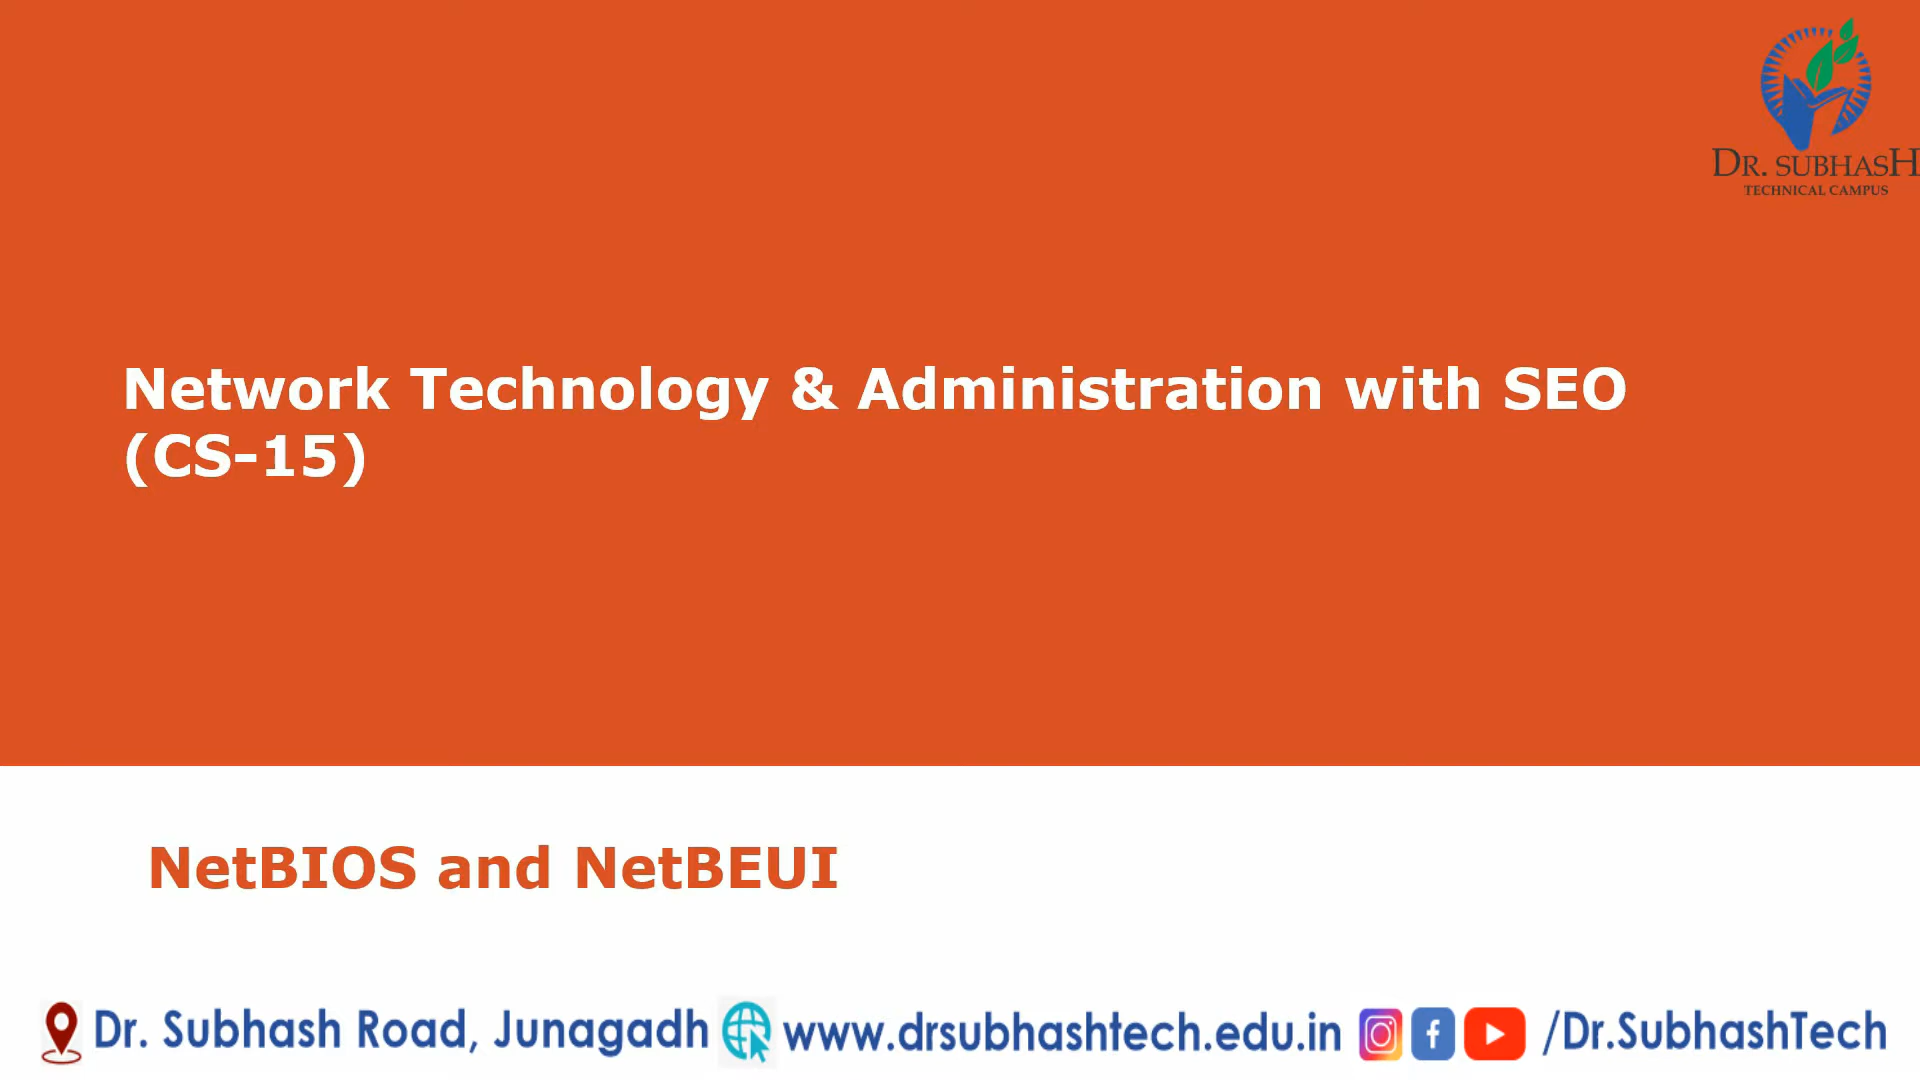 DR. SUBHASH
TECHNICAL CAMPUS
Network Technology & Administration with SEO
(CS-15)
NetBIOS and NetBEUI
Dr. Subhash Road, Junagadh www.drsubhashtech.edu.in /Dr.SubhashTech